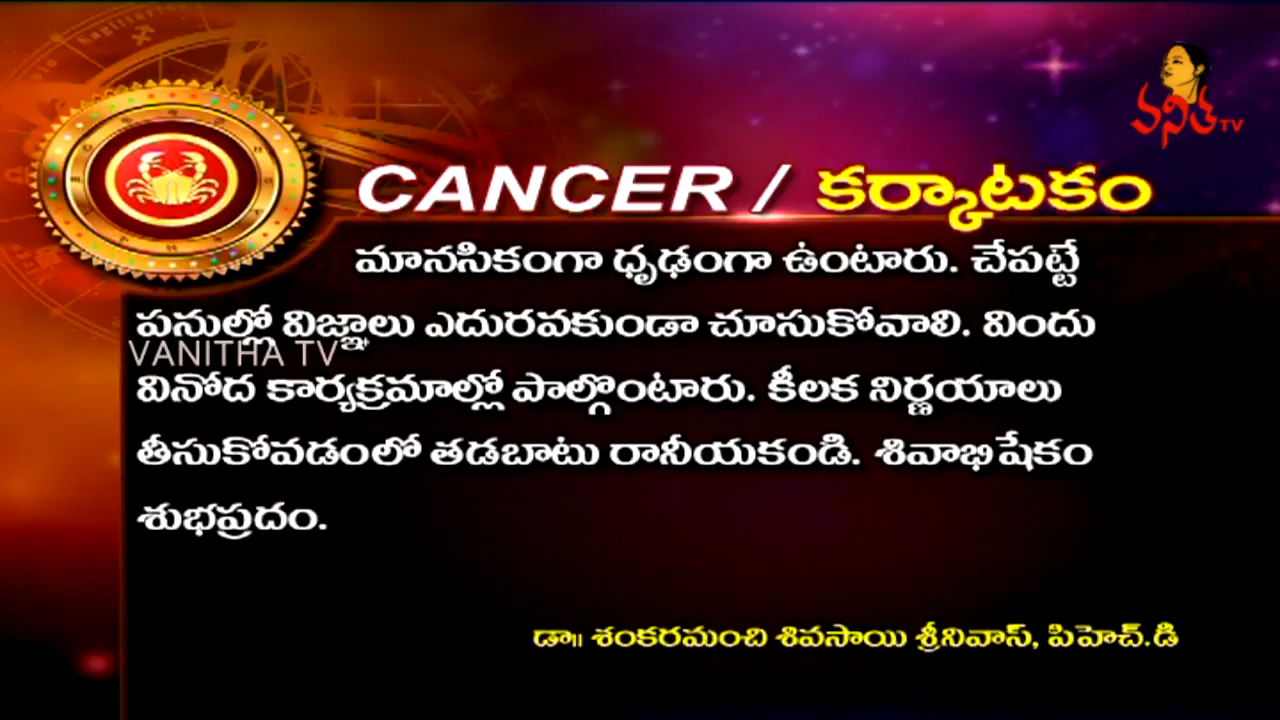 వనిత TV
CANCER / కర్కాటకం
మానసికంగా ధృఢంగా ఉంటారు. చేపట్టే
పనుల్లో విజ్ఞాలు ఎదురవకుండా చూసుకోవాలి. విందు
VANITHA TV
వినోద కార్యక్రమాల్లో పాల్గొంటారు. కీలక నిర్ణయాలు
తీసుకోవడంలో తడబాటు రానీయకండి. శివాభిషేకం
శుభప్రదం.
డా॥ శంకరమంచి శివసాయి శ్రీనివాస్, పిహెచ్.డి